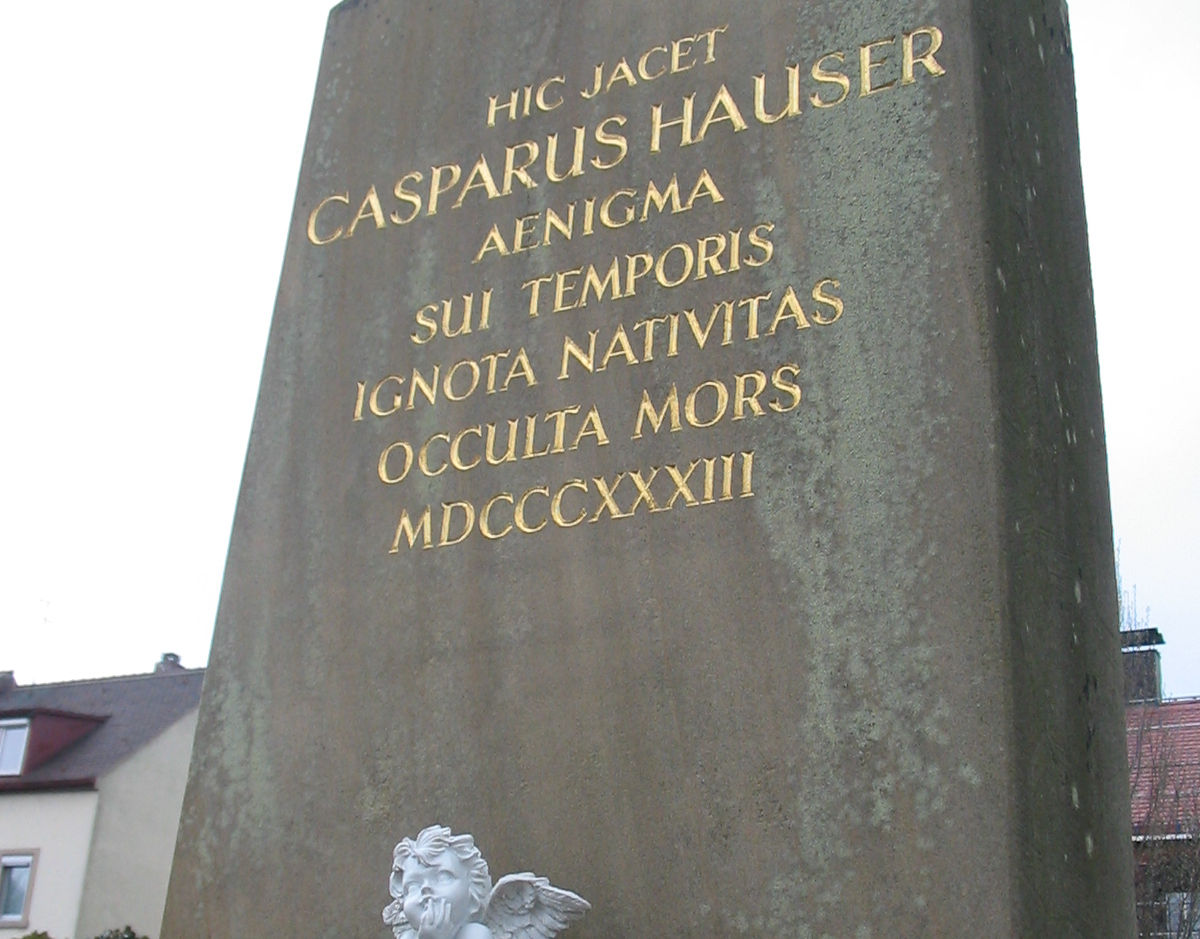 HIC JACET
CASPARUS HAUSER
AENIGMA
SUI TEMPORIS
IGNOTA NATIVITAS
OCCULTA MORS
MDCCCXXXIII